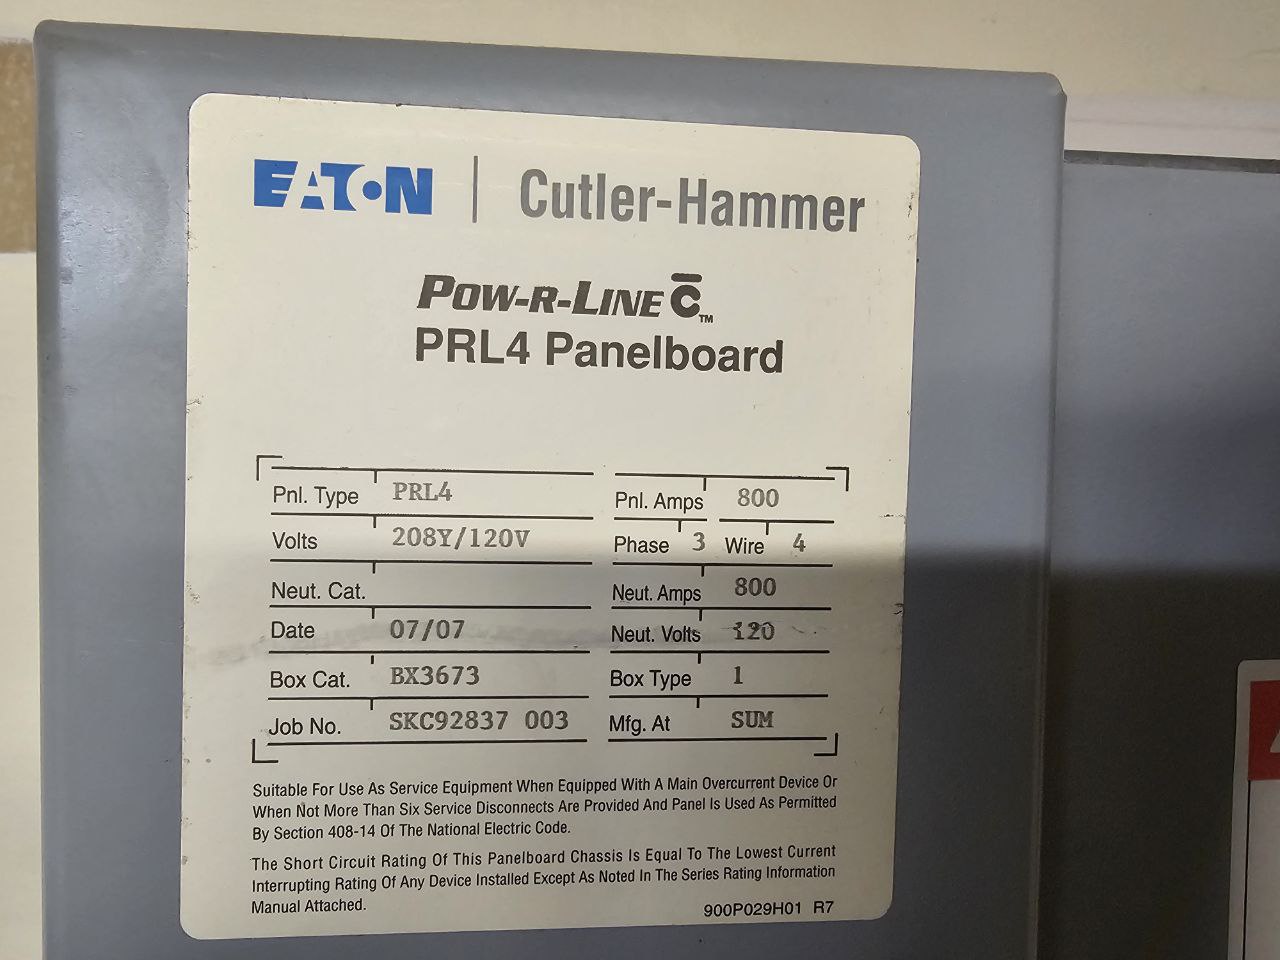 EATON | Cutler-Hammer
POW-R-LINE C™
PRL4 Panelboard
Pnl. Type PRL4 Pnl. Amps 800
Volts 208Y/120V Phase 3 Wire 4
Neut. Cat. Neut. Amps 800
Date 07/07 Neut. Volts 120
Box Cat. BX3673 Box Type 1
Job No. SKC92837 003 Mfg. At SUM
Suitable For Use As Service Equipment When Equipped With A Main Overcurrent Device Or
When Not More Than Six Service Disconnects Are Provided And Panel Is Used As Permitted
By Section 408-14 Of The National Electric Code.
The Short Circuit Rating Of This Panelboard Chassis Is Equal To The Lowest Current
Interrupting Rating Of Any Device Installed Except As Noted In The Series Rating Information
Manual Attached.
900P029H01 R7